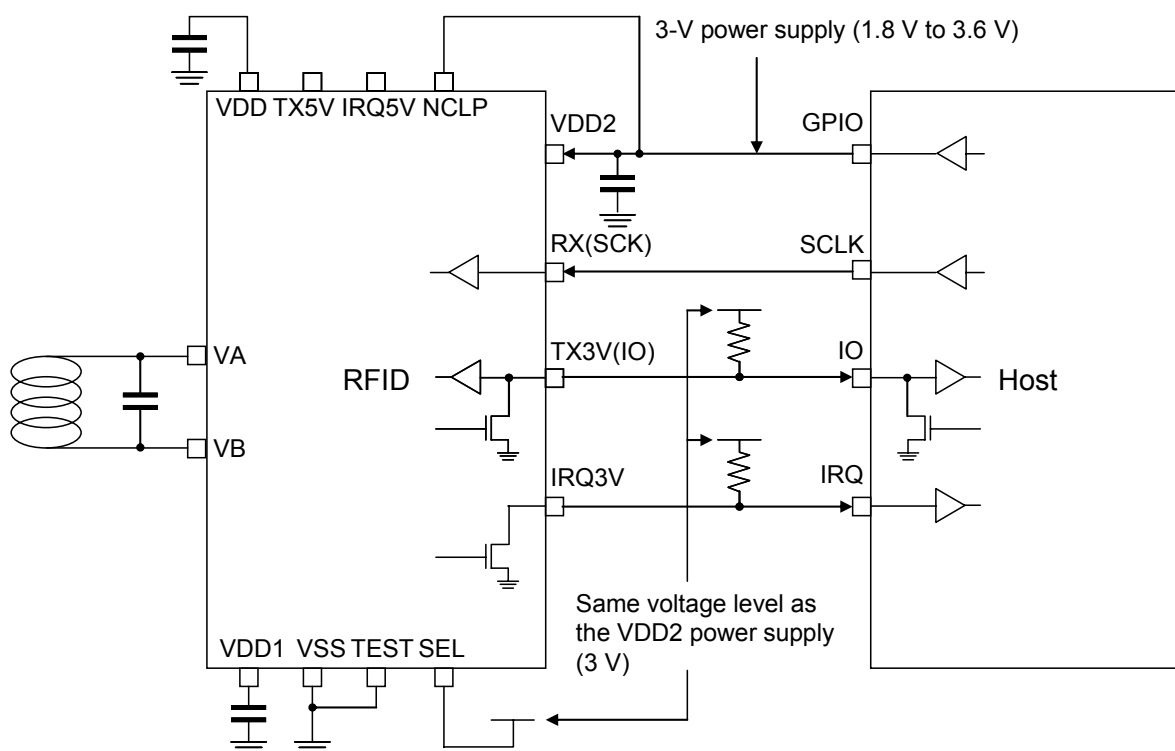 3-V power supply (1.8 V to 3.6 V)
VDD TX5V IRQ5V NCLP
VDD2
GPIO
RX(SCK)
SCLK
VA
TX3V(IO)
IO
RFID
Host
VB
IRQ3V
IRQ
Same voltage level as
the VDD2 power supply
(3 V)
VDD1 VSS TEST SEL